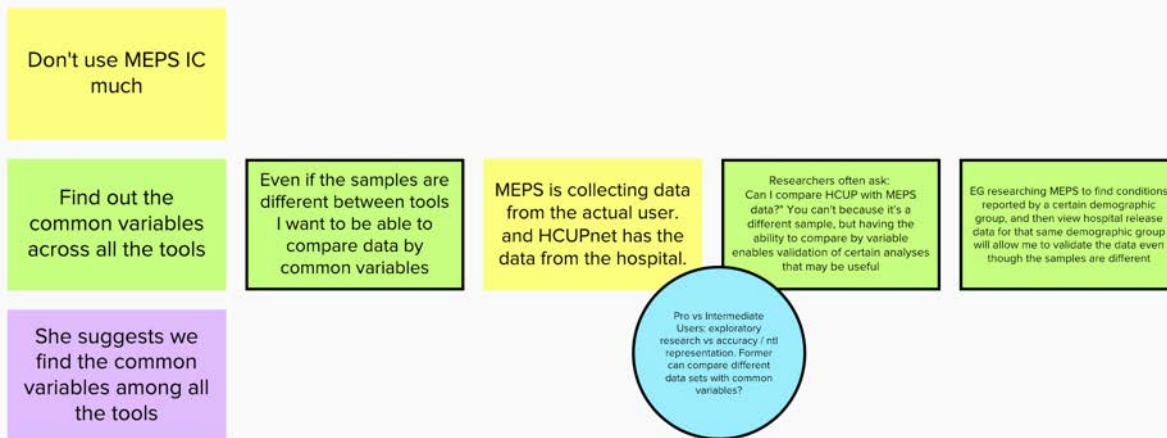 Don't use MEPS IC
much
Find out the
common variables
across all the tools
Even if the samples are
different between tools
I want to be able to
compare data by
common variables
MEPS is collecting data
from the actual user.
and HCUPnet has the
data from the hospital.
Researchers often ask:
Can I compare HCUP with MEPS
data?" You can't because it's a
different sample, but having the
ability to compare by variable
enables validation of certain analyses
that may be useful
EG researching MEPS to find conditions
reported by a certain demographic
group, and then view hospital release
data for that same demographic group
will allow me to validate the data even
though the samples are different
She suggests we
find the common
variables among all
the tools
Pro vs Intermediate
Users: exploratory
research vs accuracy / ntl
representation. Former
can compare different
data sets with common
variables?